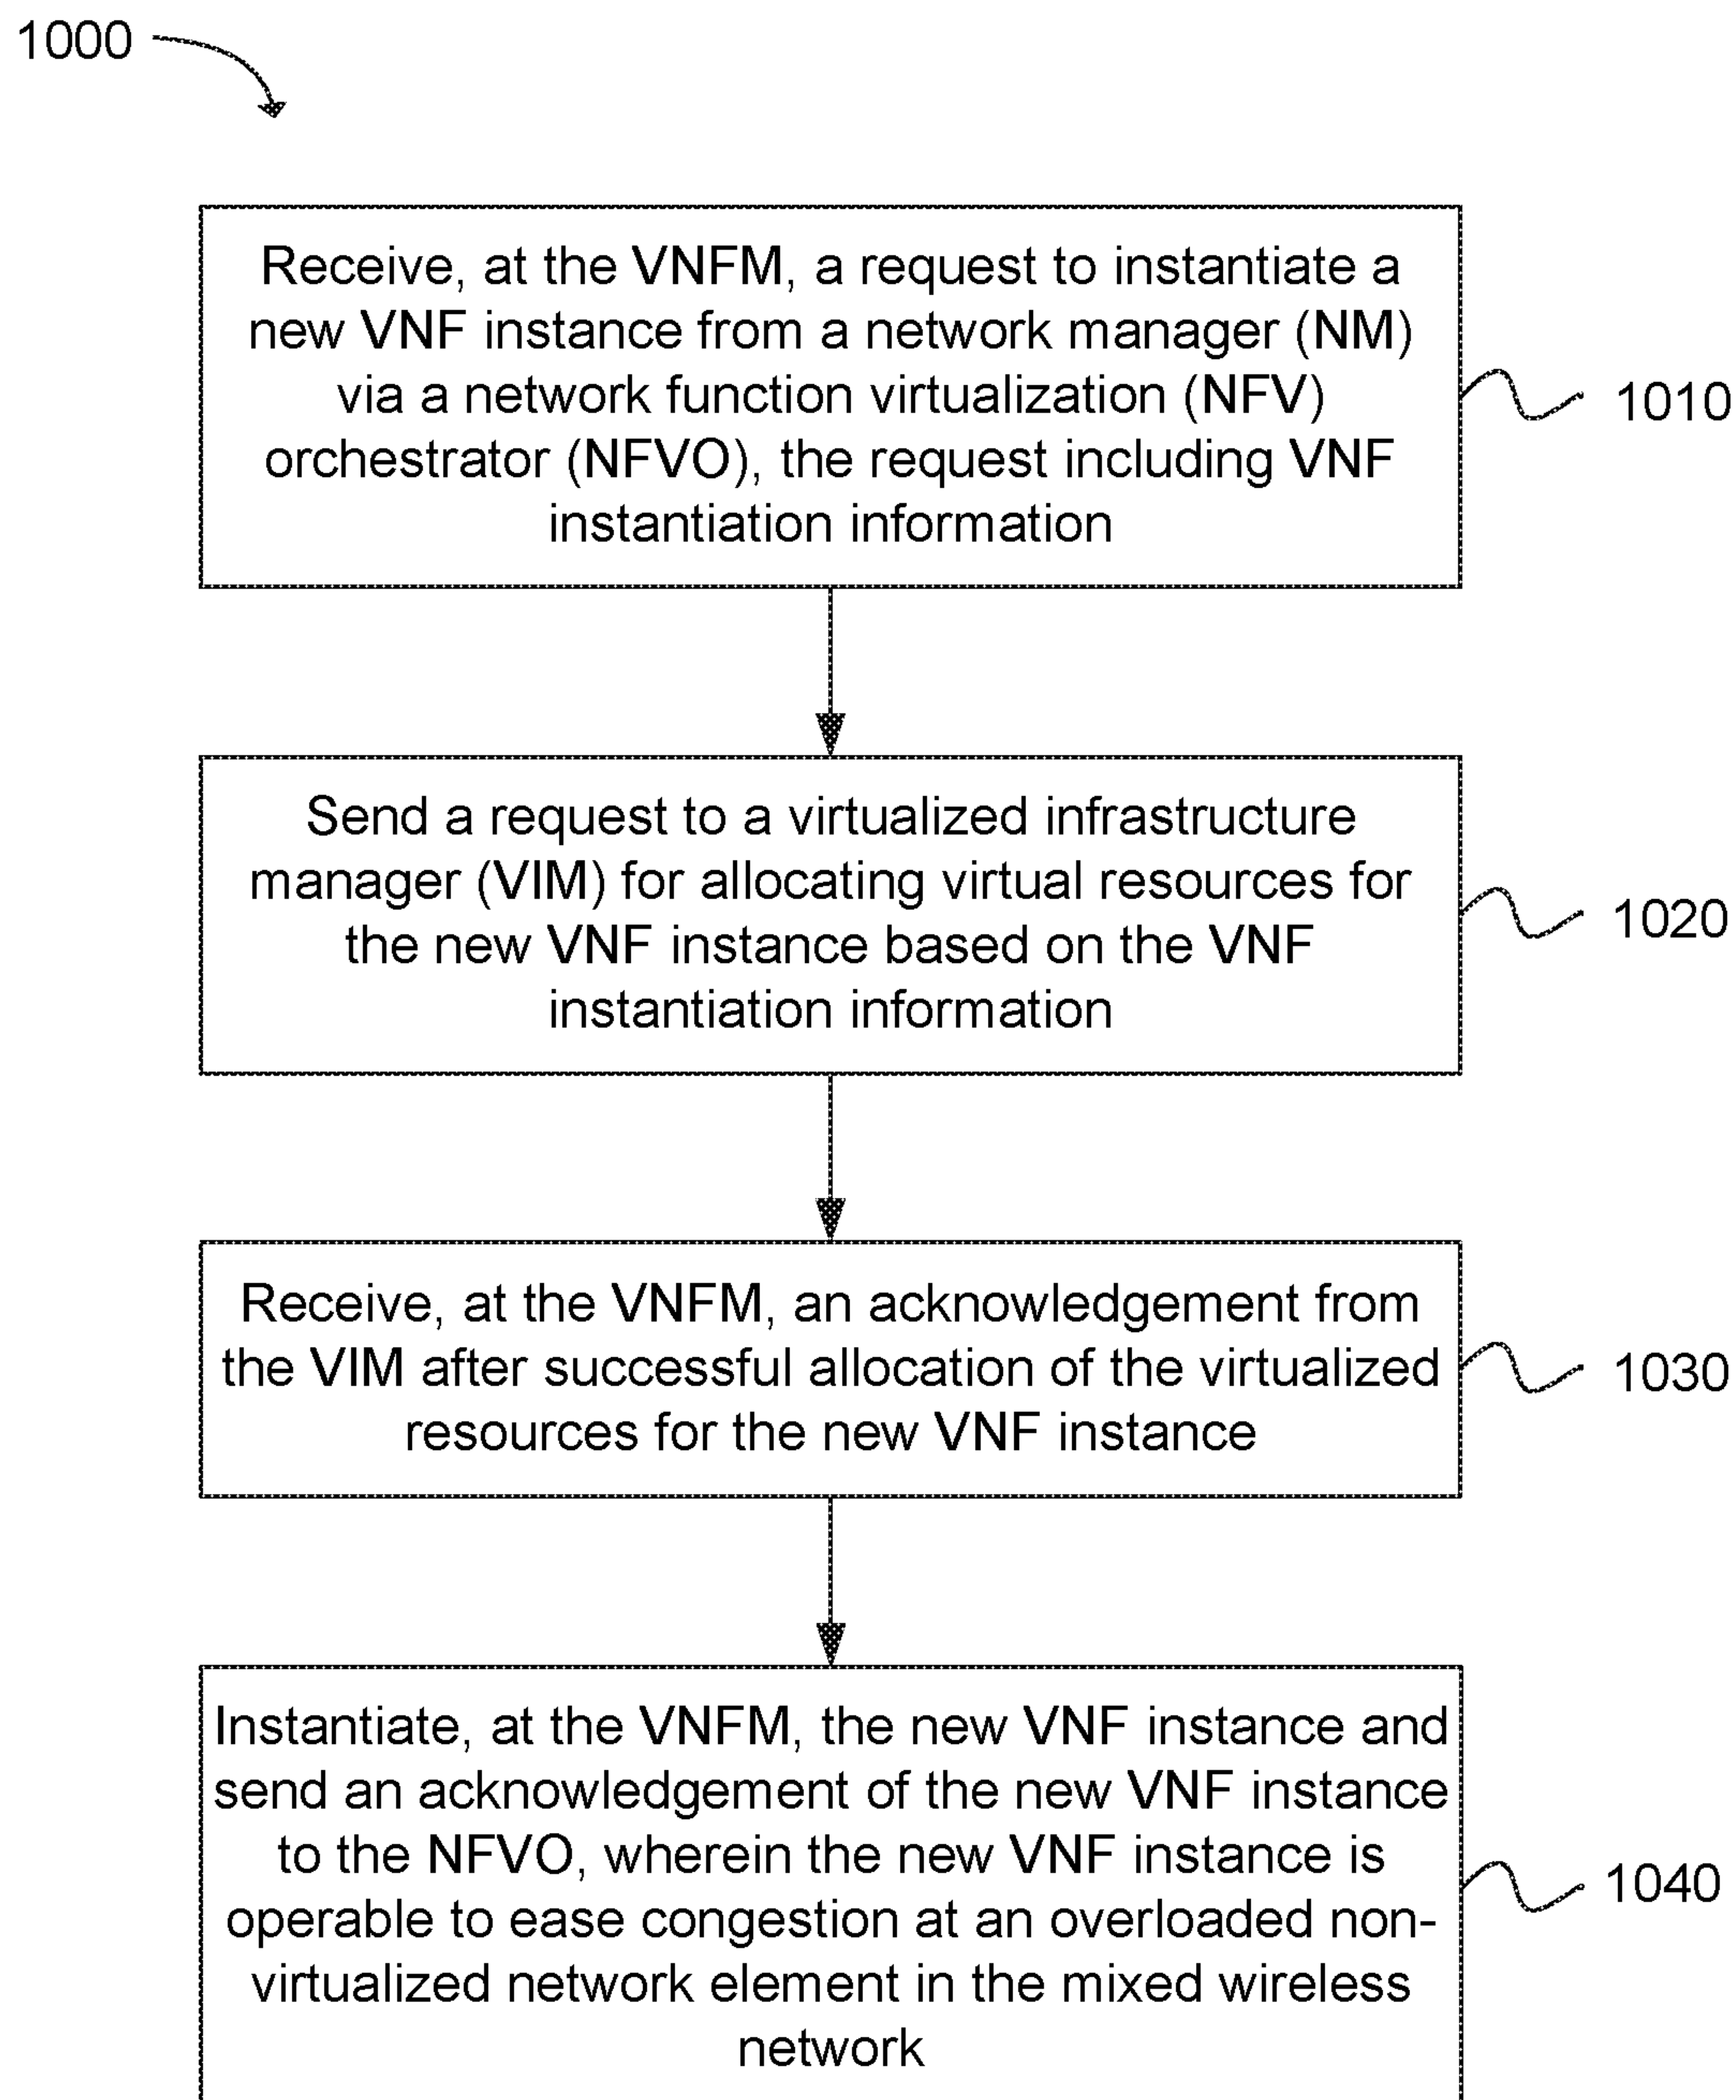 1000
Receive, at the VNFM, a request to instantiate a
new VNF instance from a network manager (NM)
via a network function virtualization (NFV)
orchestrator (NFVO), the request including VNF
instantiation information
1010
Send a request to a virtualized infrastructure
manager (VIM) for allocating virtual resources for
the new VNF instance based on the VNF
instantiation information
1020
Receive, at the VNFM, an acknowledgement from
the VIM after successful allocation of the virtualized
resources for the new VNF instance
1030
Instantiate, at the VNFM, the new VNF instance and
send an acknowledgement of the new VNF instance
to the NFVO, wherein the new VNF instance is
operable to ease congestion at an overloaded non-
virtualized network element in the mixed wireless
network
1040